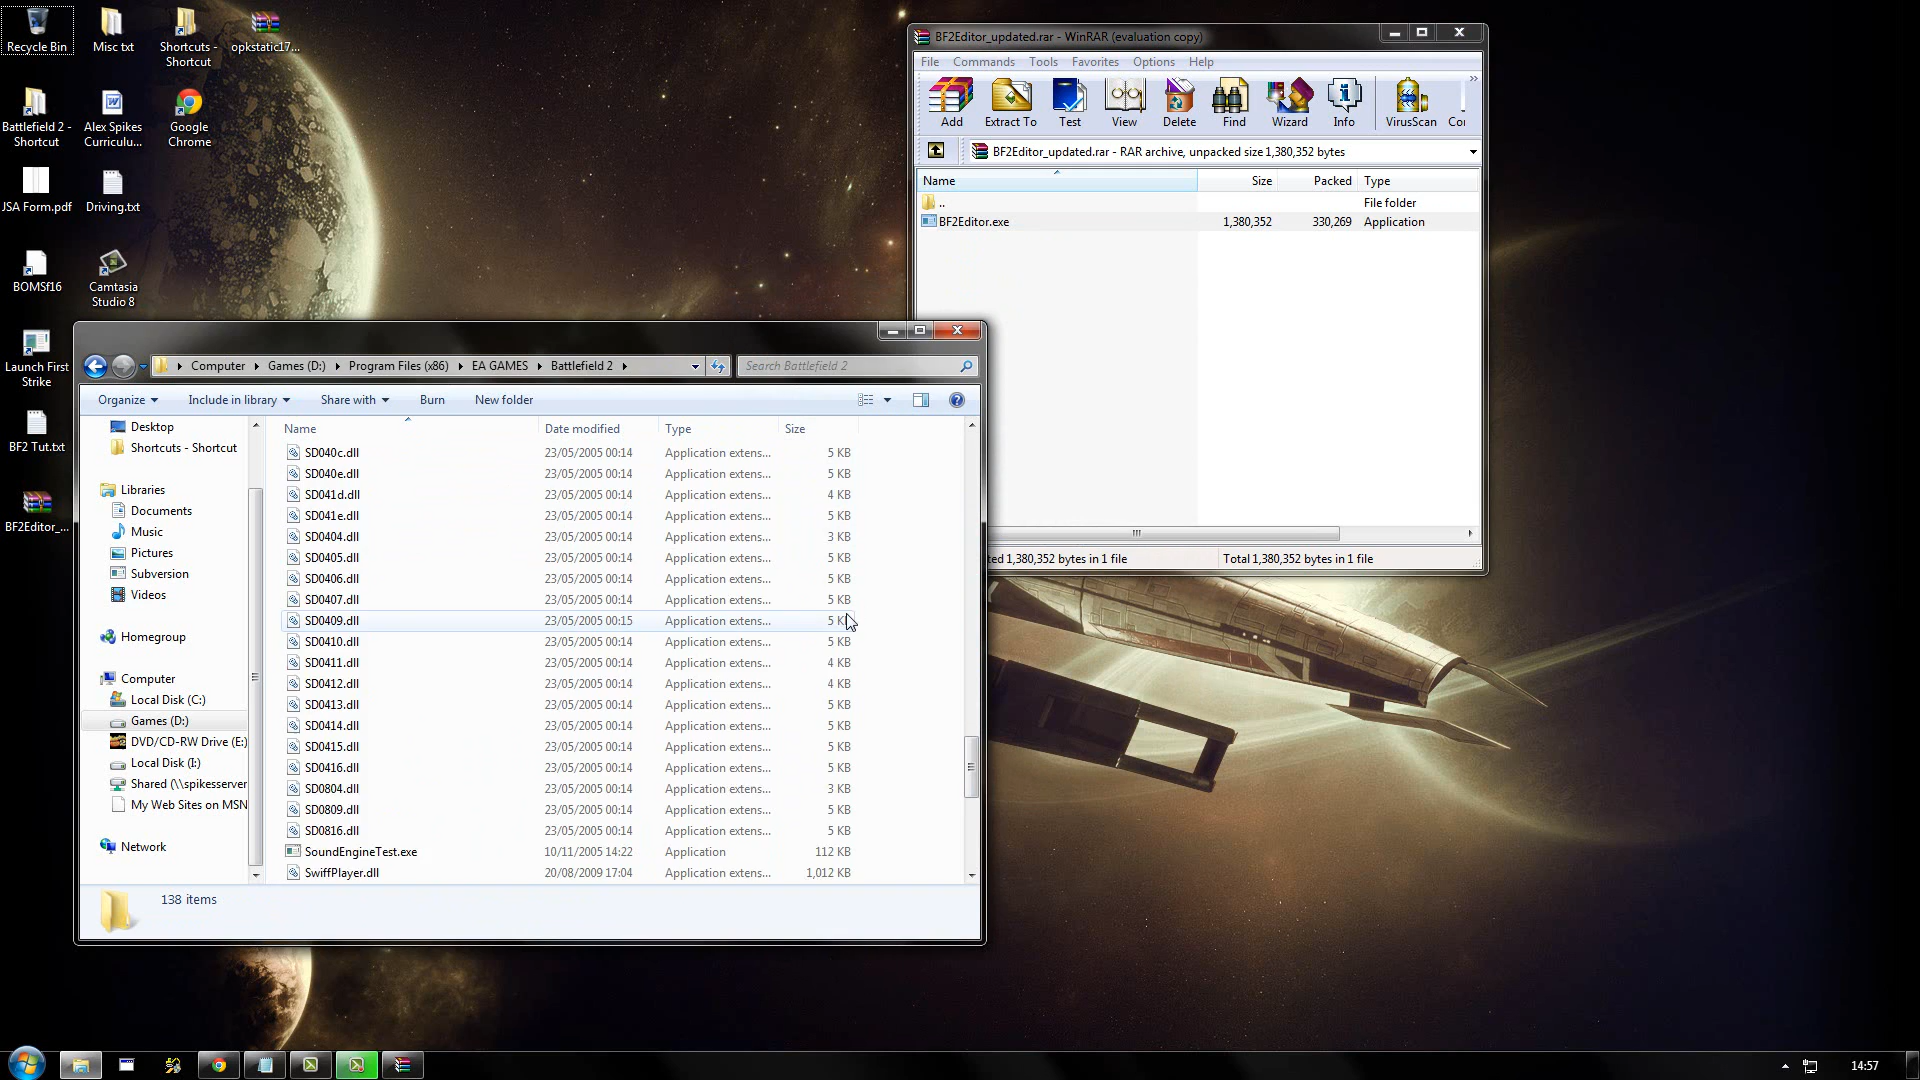 Recycle Bin
Misc txt
Shortcuts - Shortcut
opkstatic17...
Battlefield 2 - Shortcut
Alex Spikes Curriculu...
Google Chrome
JSA Form.pdf
Driving.txt
BOMSf16
Camtasia Studio 8
Launch First Strike
BF2 Tut.txt
BF2Editor_...
BF2Editor_updated.rar - WinRAR (evaluation copy)
File Commands Tools Favorites Options Help
Add Extract To Test View Delete Find Wizard Info VirusScan Co
BF2Editor_updated.rar - RAR archive, unpacked size 1,380,352 bytes
Name Size Packed Type
.. File folder
BF2Editor.exe 1,380,352 330,269 Application
ted 1,380,352 bytes in 1 file
Total 1,380,352 bytes in 1 file
Computer Games (D:) Program Files (x86) EA GAMES Battlefield 2
Search Battlefield 2
Organize Include in library Share with Burn New folder
Desktop
Shortcuts - Shortcut
Libraries
Documents
Music
Pictures
Subversion
Videos
Homegroup
Computer
Local Disk (C:)
Games (D:)
DVD/CD-RW Drive (E:)
Local Disk (I:)
Shared (\\spikesserver
My Web Sites on MSN
Network
Name Date modified Type Size
SD040c.dll 23/05/2005 00:14 Application extens... 5 KB
SD040e.dll 23/05/2005 00:14 Application extens... 5 KB
SD041d.dll 23/05/2005 00:14 Application extens... 4 KB
SD041e.dll 23/05/2005 00:14 Application extens... 5 KB
SD0404.dll 23/05/2005 00:14 Application extens... 3 KB
SD0405.dll 23/05/2005 00:14 Application extens... 5 KB
SD0406.dll 23/05/2005 00:14 Application extens... 5 KB
SD0407.dll 23/05/2005 00:14 Application extens... 5 KB
SD0409.dll 23/05/2005 00:15 Application extens... 5 K
SD0410.dll 23/05/2005 00:14 Application extens... 5 KB
SD0411.dll 23/05/2005 00:14 Application extens... 4 KB
SD0412.dll 23/05/2005 00:14 Application extens... 4 KB
SD0413.dll 23/05/2005 00:14 Application extens... 5 KB
SD0414.dll 23/05/2005 00:14 Application extens... 5 KB
SD0415.dll 23/05/2005 00:14 Application extens... 5 KB
SD0416.dll 23/05/2005 00:14 Application extens... 5 KB
SD0804.dll 23/05/2005 00:14 Application extens... 3 KB
SD0809.dll 23/05/2005 00:14 Application extens... 5 KB
SD0816.dll 23/05/2005 00:14 Application extens... 5 KB
SoundEngineTest.exe 10/11/2005 14:22 Application 112 KB
SwiffPlayer.dll 20/08/2009 17:04 Application extens... 1,012 KB
138 items
14:57